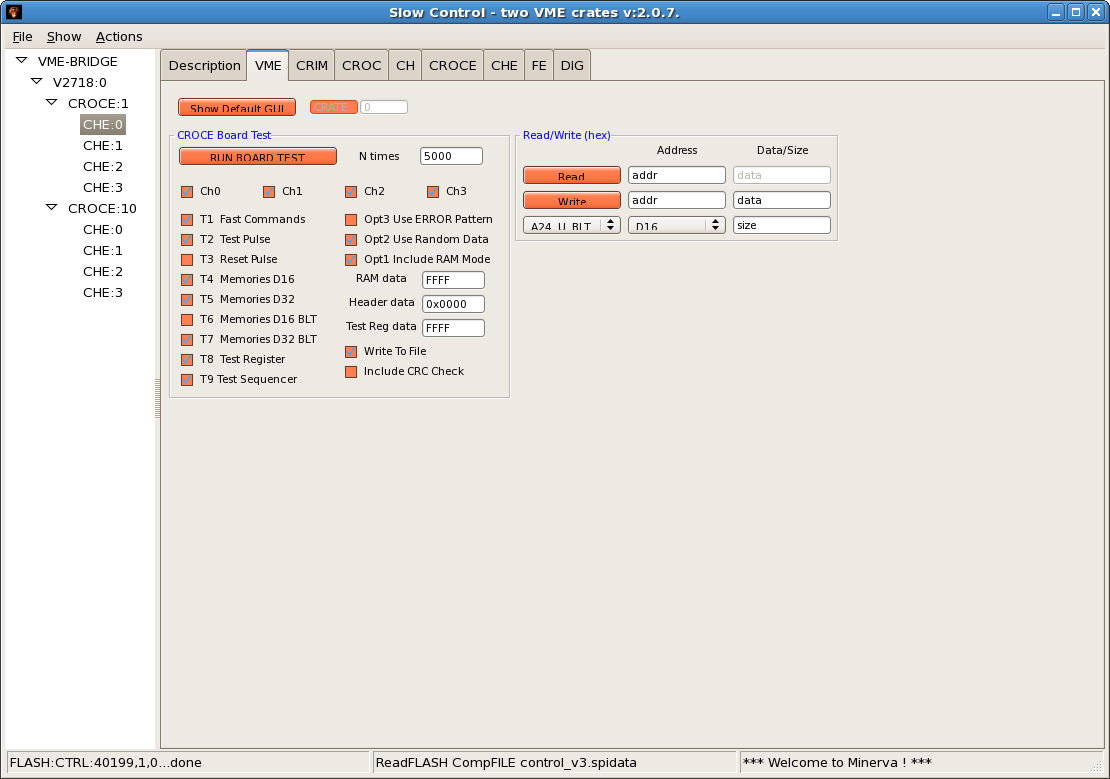 Slow Control - two VME crates v:2.0.7.
File Show Actions
VME-BRIDGE
V2718:0
CROCE:1
CHE:0
CHE:1
CHE:2
CHE:3
CROCE:10
CHE:0
CHE:1
CHE:2
CHE:3
Description VME CRIM CROC CH CROCE CHE FE DIG
Show Default GUI CRATE 0
CROCE Board Test
RUN BOARD TEST N times 5000
Ch0 Ch1 Ch2 Ch3
T1 Fast Commands
T2 Test Pulse
T3 Reset Pulse
T4 Memories D16
T5 Memories D32
T6 Memories D16 BLT
T7 Memories D32 BLT
T8 Test Register
T9 Test Sequencer
Opt3 Use ERROR Pattern
Opt2 Use Random Data
Opt1 Include RAM Mode
RAM data FFFF
Header data 0x0000
Test Reg data FFFF
Write To File
Include CRC Check
Read/Write (hex)
Address Data/Size
Read addr data
Write addr data
A24_U_BLT D16 size
FLASH:CTRL:40199,1,0...done
ReadFLASH CompFILE control_v3.spidata
*** Welcome to Minerva ! ***